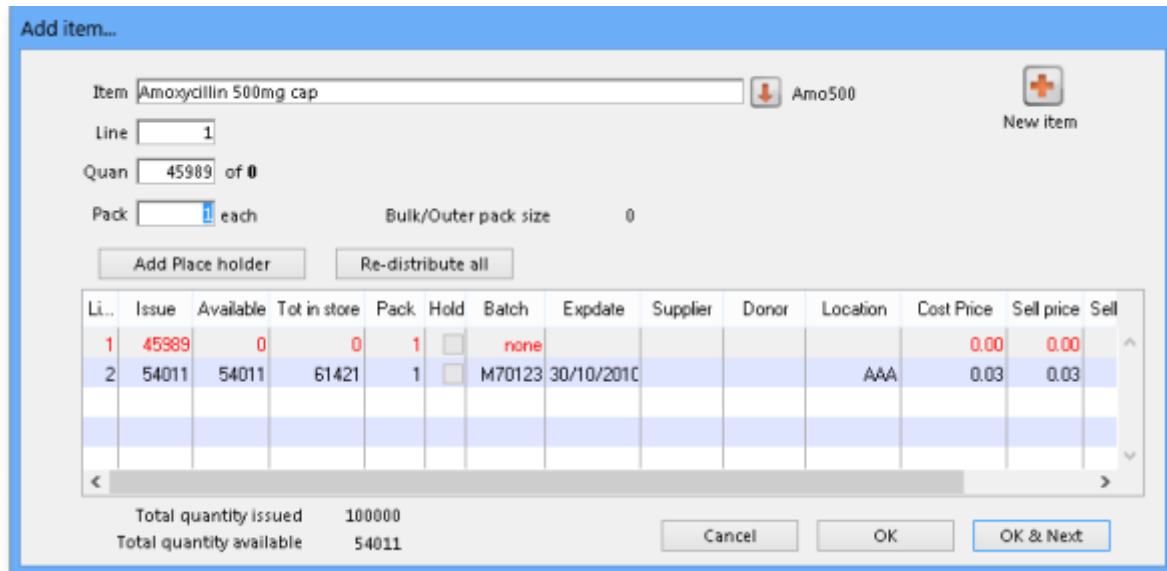 Add item...
Item Amoxycillin 500mg cap Amo500
New item
Line 1
Quan 45989 of 0
Pack 1 each Bulk/Outer pack size 0
Add Place holder Re-distribute all
Li... Issue Available Tot in store Pack Hold Batch Expdate Supplier Donor Location Cost Price Sell price Sell
1 45989 0 0 1 none 0.00 0.00
2 54011 54011 61421 1 M70123 30/10/2010 AAA 0.03 0.03
Total quantity issued 100000
Total quantity available 54011
Cancel OK OK & Next